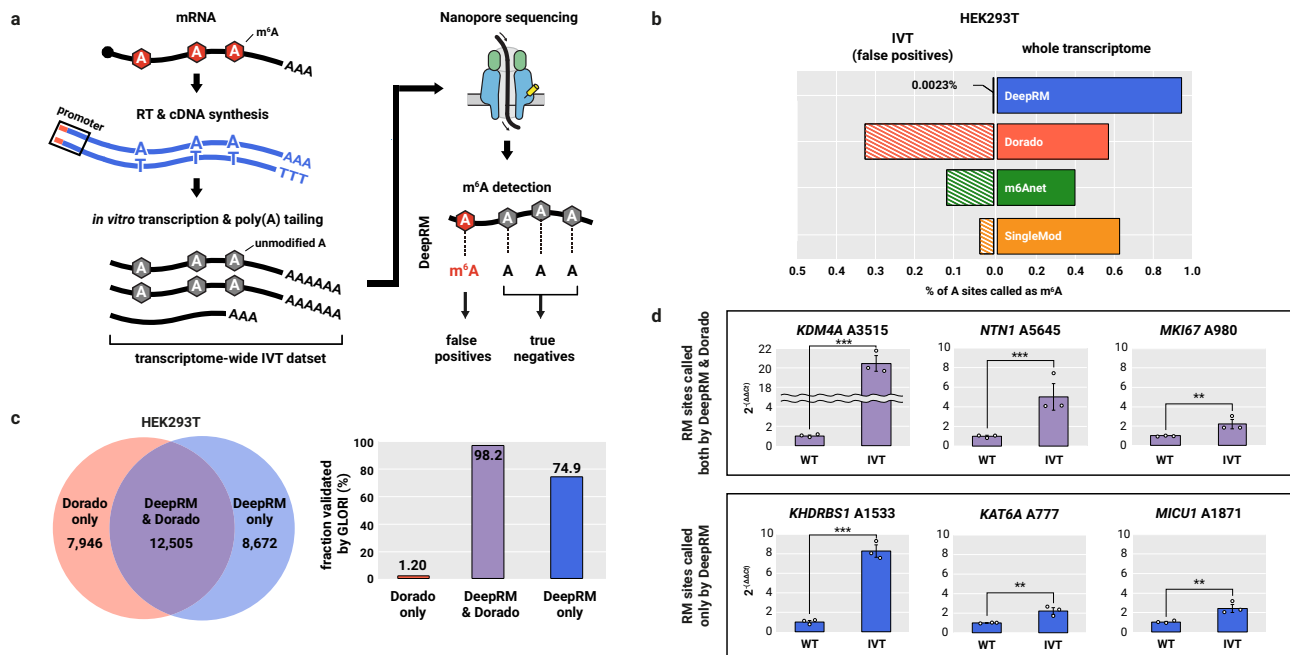 a
mRNA
m⁶A
A A A
AAA
RT & cDNA synthesis
promoter
A A A
T T T
AAA
TTT
in vitro transcription & poly(A) tailing
unmodified A
A A A
AAAAAA
A A A
AAAAAA
AAA
transcriptome-wide IVT datset
Nanopore sequencing
m⁶A detection
DeepRM
A A A A
m⁶A A A A
false
positives
true
negatives
b
HEK293T
IVT
(false positives)
whole transcriptome
0.0023%
DeepRM
Dorado
m6Anet
SingleMod
0.5 0.3 0.3 0.1 0.0 0.2 0.4 0.6 0.8 1.0
% of A sites called as m⁶A
c
HEK293T
Dorado
only
7,946
DeepRM
& Dorado
12,505
DeepRM
only
8,672
fraction validated
by GLORI (%)
100
80
60
40
20
0
1.20
98.2
74.9
Dorado
only
DeepRM
& Dorado
DeepRM
only
d
RM sites called
both by DeepRM & Dorado
KDM4A A3515
2^-(ΔΔCt)
22
20
18
4
2
0
***
WT IVT
NTN1 A5645
10
8
6
4
2
0
***
WT IVT
MKI67 A980
10
8
6
4
2
0
**
WT IVT
RM sites called
only by DeepRM
KHDRBS1 A1533
2^-(ΔΔCt)
10
8
6
4
2
0
***
WT IVT
KAT6A A777
10
8
6
4
2
0
**
WT IVT
MICU1 A1871
10
8
6
4
2
0
**
WT IVT